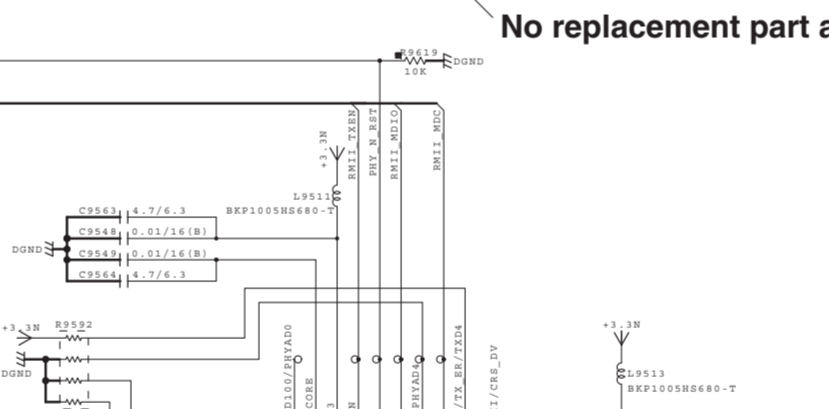 No replacement part a
R9619
10K
DGND
RMII_TXEN
PHY_N_RST
RMII_MDIO
RMII_MDC
+3.3N
L9511
BKP1005HS680-T
C9563 4.7/6.3
C9548 0.01/16(B)
DGND
C9549 0.01/16(B)
C9564 4.7/6.3
+3.3N
R9592
DGND
D100/PHYAD0
CORE
3
N
PHYAD4
/TX_ER/TXD4
I/CRS_DV
+3.3N
L9513
BKP1005HS680-T